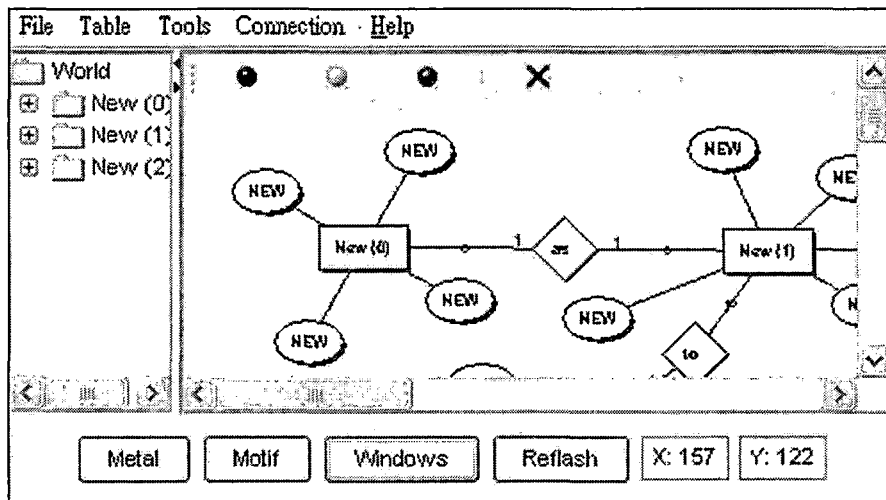 File Table Tools Connection Help
World
New (0)
New (1)
New (2)
NEW
NEW
NEW
NEW
New (0)
1
1
New (1)
NEW
NEW
NEW
to
Metal Motif Windows Reflash X: 157 Y: 122